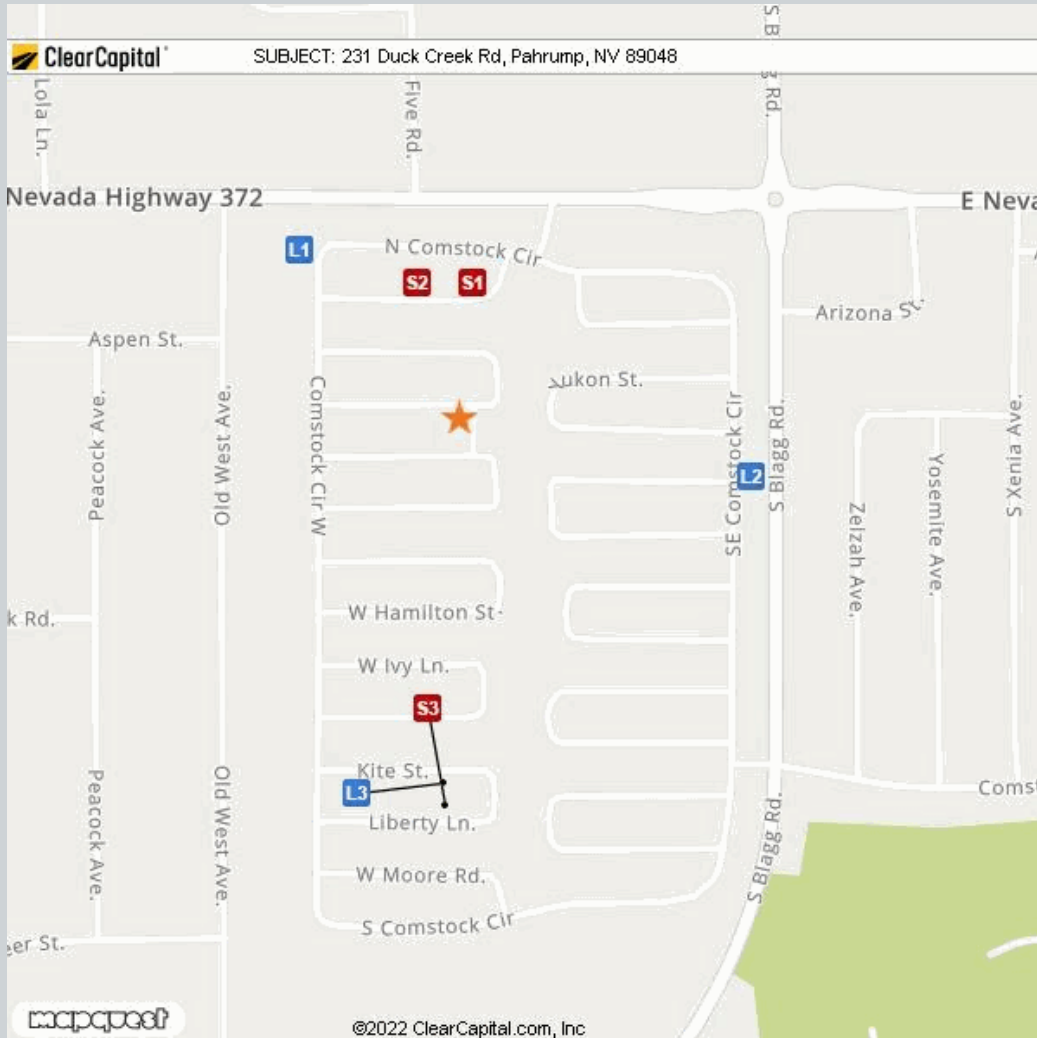 S B
ClearCapital
SUBJECT: 231 Duck Creek Rd, Pahrump, NV 89048
Lola Ln.
Five Rd.
Rd.
Nevada Highway 372
E Neva
L1
N Comstock Cir
S2
S1
Arizona St.
Aspen St.
Yukon St.
Peacock Ave.
Old West Ave.
Comstock Cir W
SE Comstock Cir
S Blagg Rd.
L2
S Xenia Ave.
Yosemite Ave.
Zelzah Ave.
k Rd.
W Hamilton St
W Ivy Ln.
S3
Kite St.
L3
Liberty Ln.
Comst
Peacock Ave.
Old West Ave.
W Moore Rd.
S Blagg Rd.
S Comstock Cir
eer St.
mapquest
©2022 ClearCapital.com, Inc